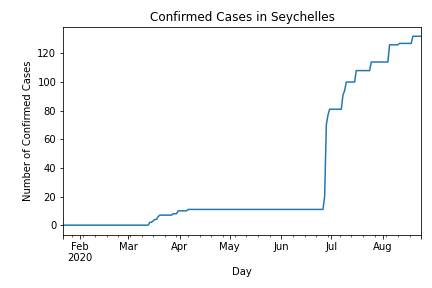 Confirmed Cases in Seychelles
Number of Confirmed Cases
120
100
80
60
40
20
0
Feb Mar Apr May Jun Jul Aug
2020
Day